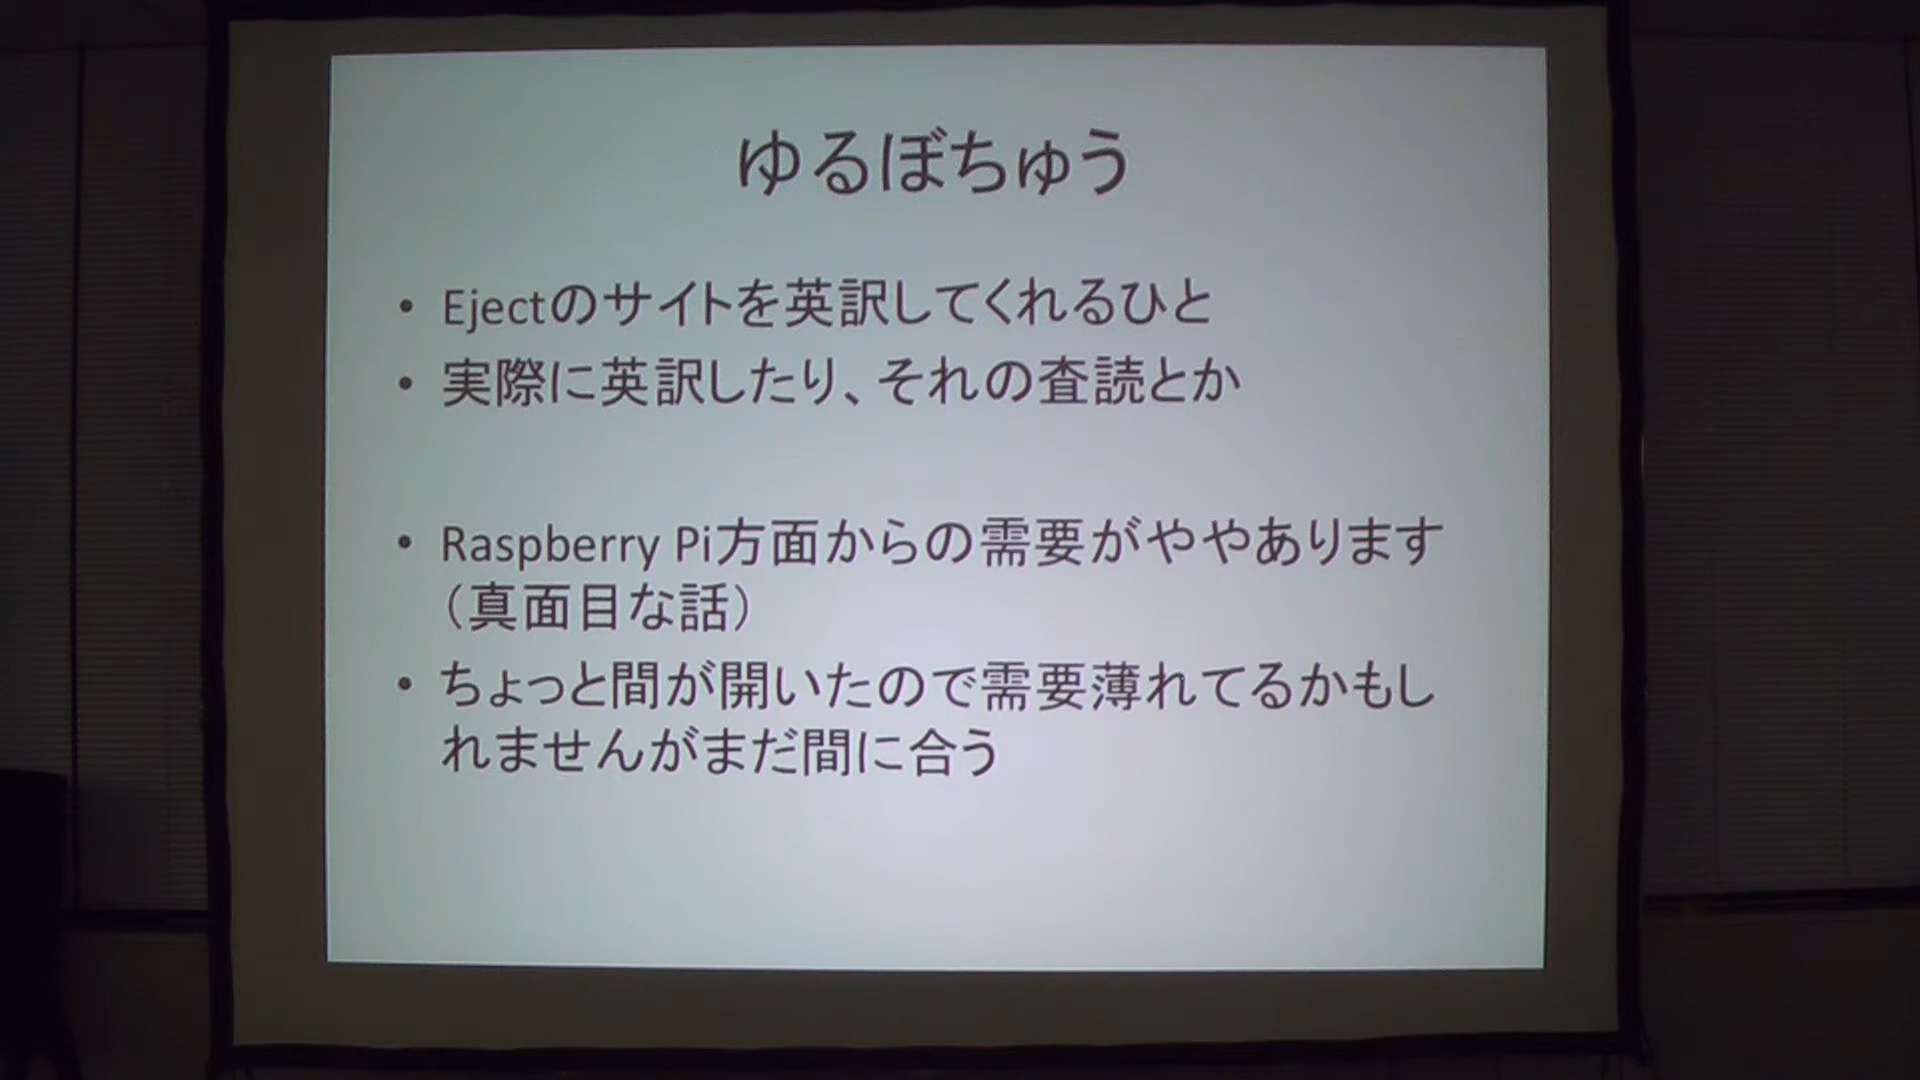 ゆるぼちゅう
• Ejectのサイトを英訳してくれるひと
• 実際に英訳したり、それの査読とか
• Raspberry Pi方面からの需要がややあります
（真面目な話）
• ちょっと間が開いたので需要薄れてるかもし
れませんがまだ間に合う